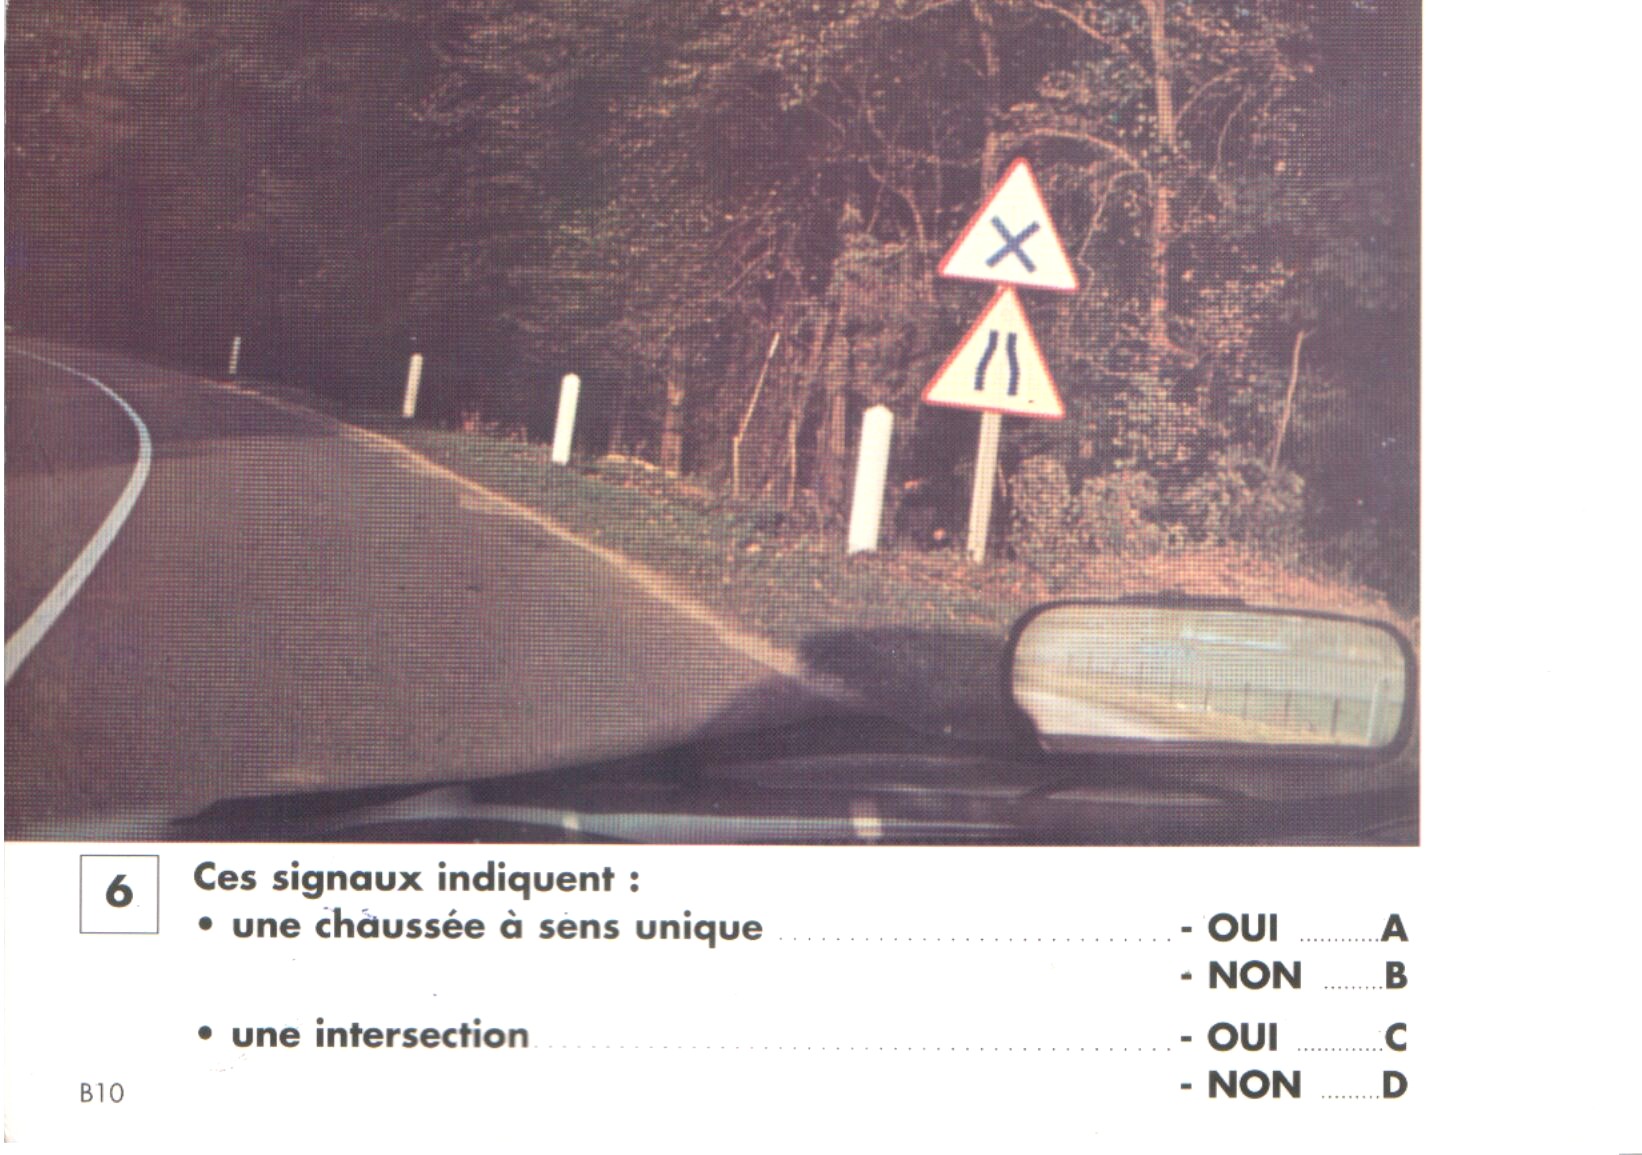 6
Ces signaux indiquent :
• une chaussée à sens unique ........................ - OUI ............A
- NON .........B
• une intersection ........................................ - OUI ............C
- NON .........D
B10